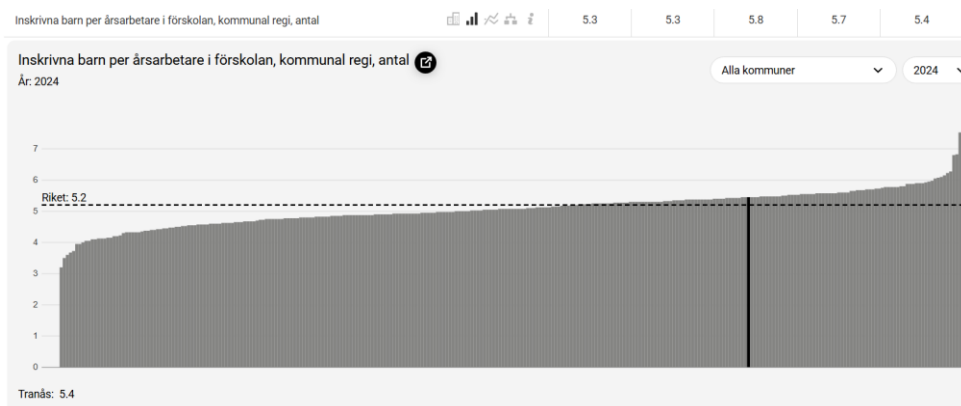 Inskrivna barn per årsarbetare i förskolan, kommunal regi, antal 5.3 5.3 5.8 5.7 5.4
Inskrivna barn per årsarbetare i förskolan, kommunal regi, antal
År: 2024
Alla kommuner 2024
7
6
Riket: 5.2
5
4
3
2
1
0
Tranås: 5.4